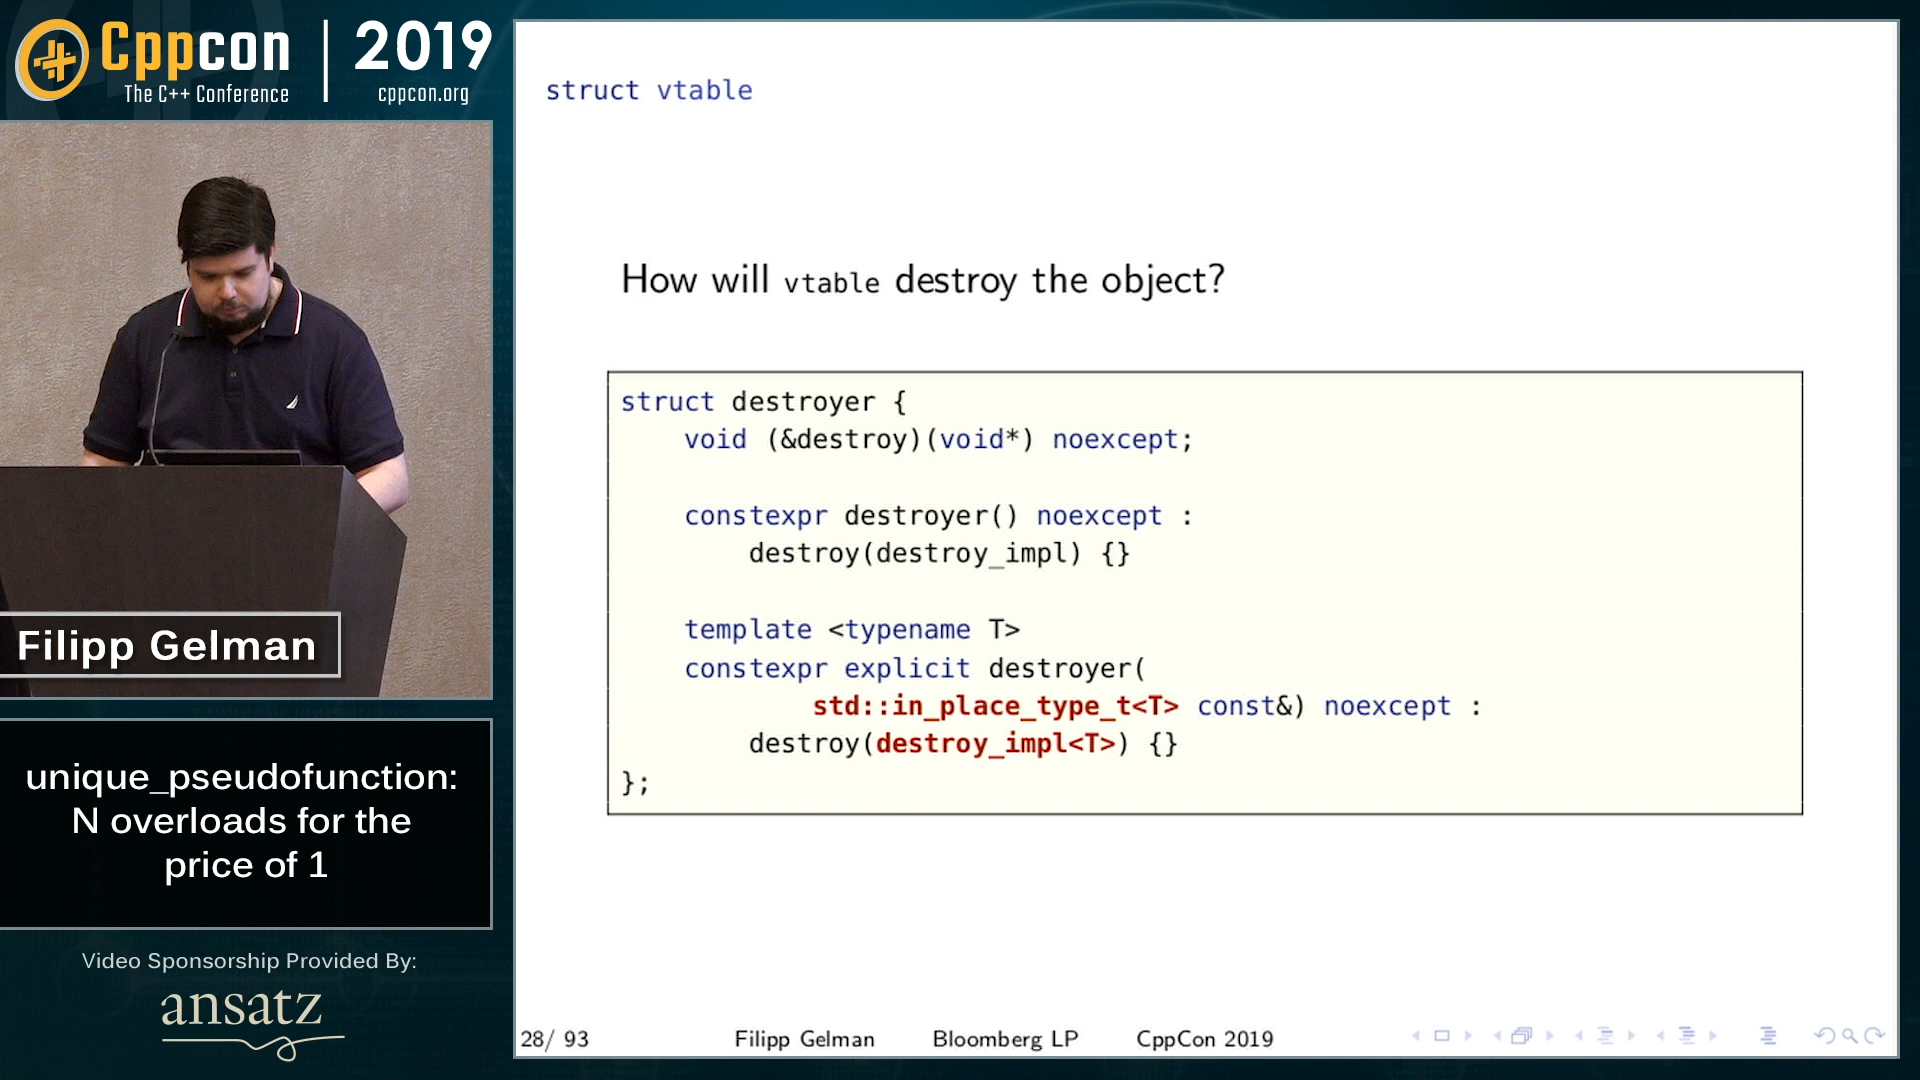 Cppcon
The C++ Conference
2019
cppcon.org
Filipp Gelman
unique_pseudofunction:
N overloads for the
price of 1
Video Sponsorship Provided By:
ansatz
struct vtable
How will vtable destroy the object?
struct destroyer {
void (&destroy)(void*) noexcept;
constexpr destroyer() noexcept :
destroy(destroy_impl) {}
template <typename T>
constexpr explicit destroyer(
std::in_place_type_t<T> const&) noexcept :
destroy(destroy_impl<T>) {}
};
28/ 93 Filipp Gelman Bloomberg LP CppCon 2019